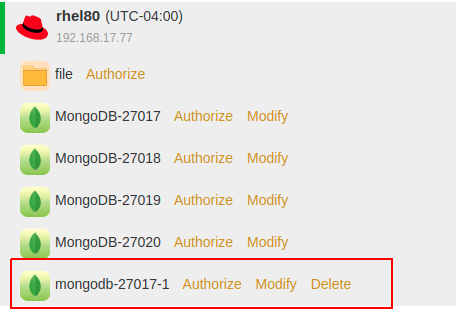 rhel80 (UTC-04:00)
192.168.17.77
file Authorize
MongoDB-27017 Authorize Modify
MongoDB-27018 Authorize Modify
MongoDB-27019 Authorize Modify
MongoDB-27020 Authorize Modify
mongodb-27017-1 Authorize Modify Delete